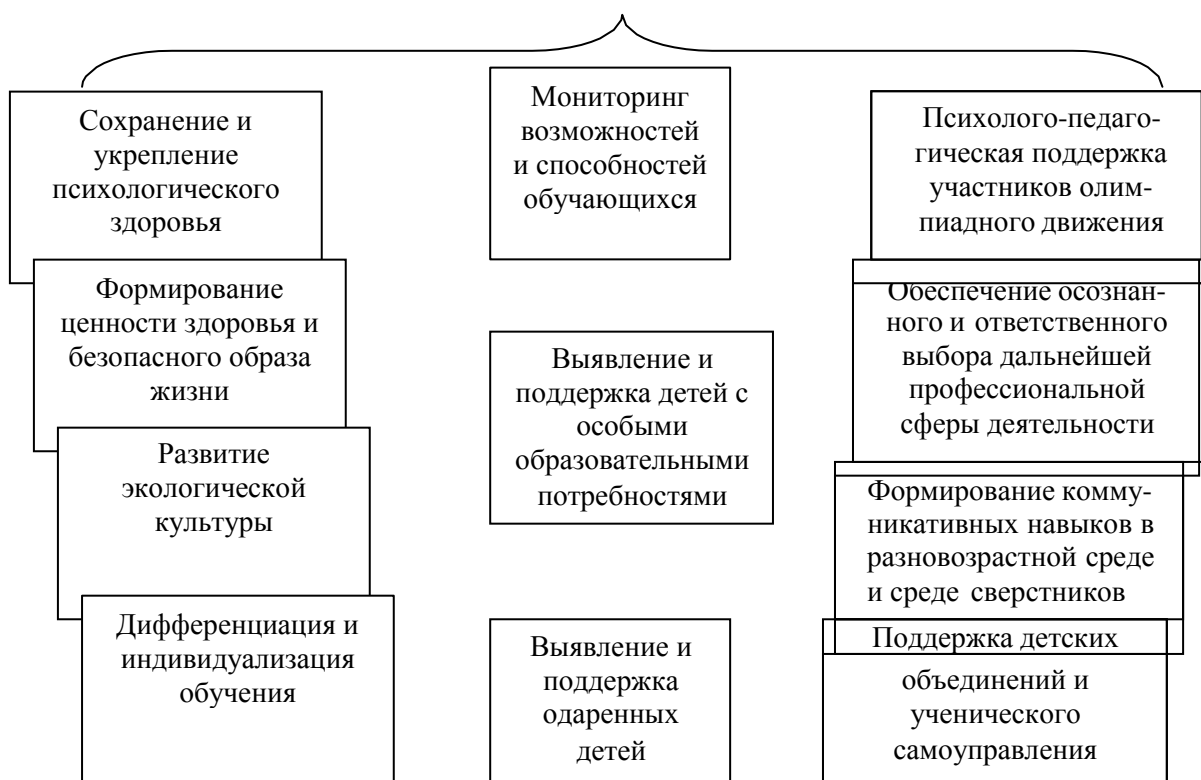 Сохранение и
укрепление
психологического
здоровья
Формирование
ценности здоровья и
безопасного образа
жизни
Развитие
экологической
культуры
Дифференциация и
индивидуализация
обучения
Мониторинг
возможностей
и способностей
обучающихся
Выявление и
поддержка детей с
особыми
образовательными
потребностями
Выявление и
поддержка
одаренных
детей
Психолого-педаго-
гическая поддержка
участников олим-
пиадного движения
Обеспечение осознан-
ного и ответственного
выбора дальнейшей
профессиональной
сферы деятельности
Формирование комму-
никативных навыков в
разновозрастной среде
и среде сверстников
Поддержка детских
объединений и
ученического
самоуправления